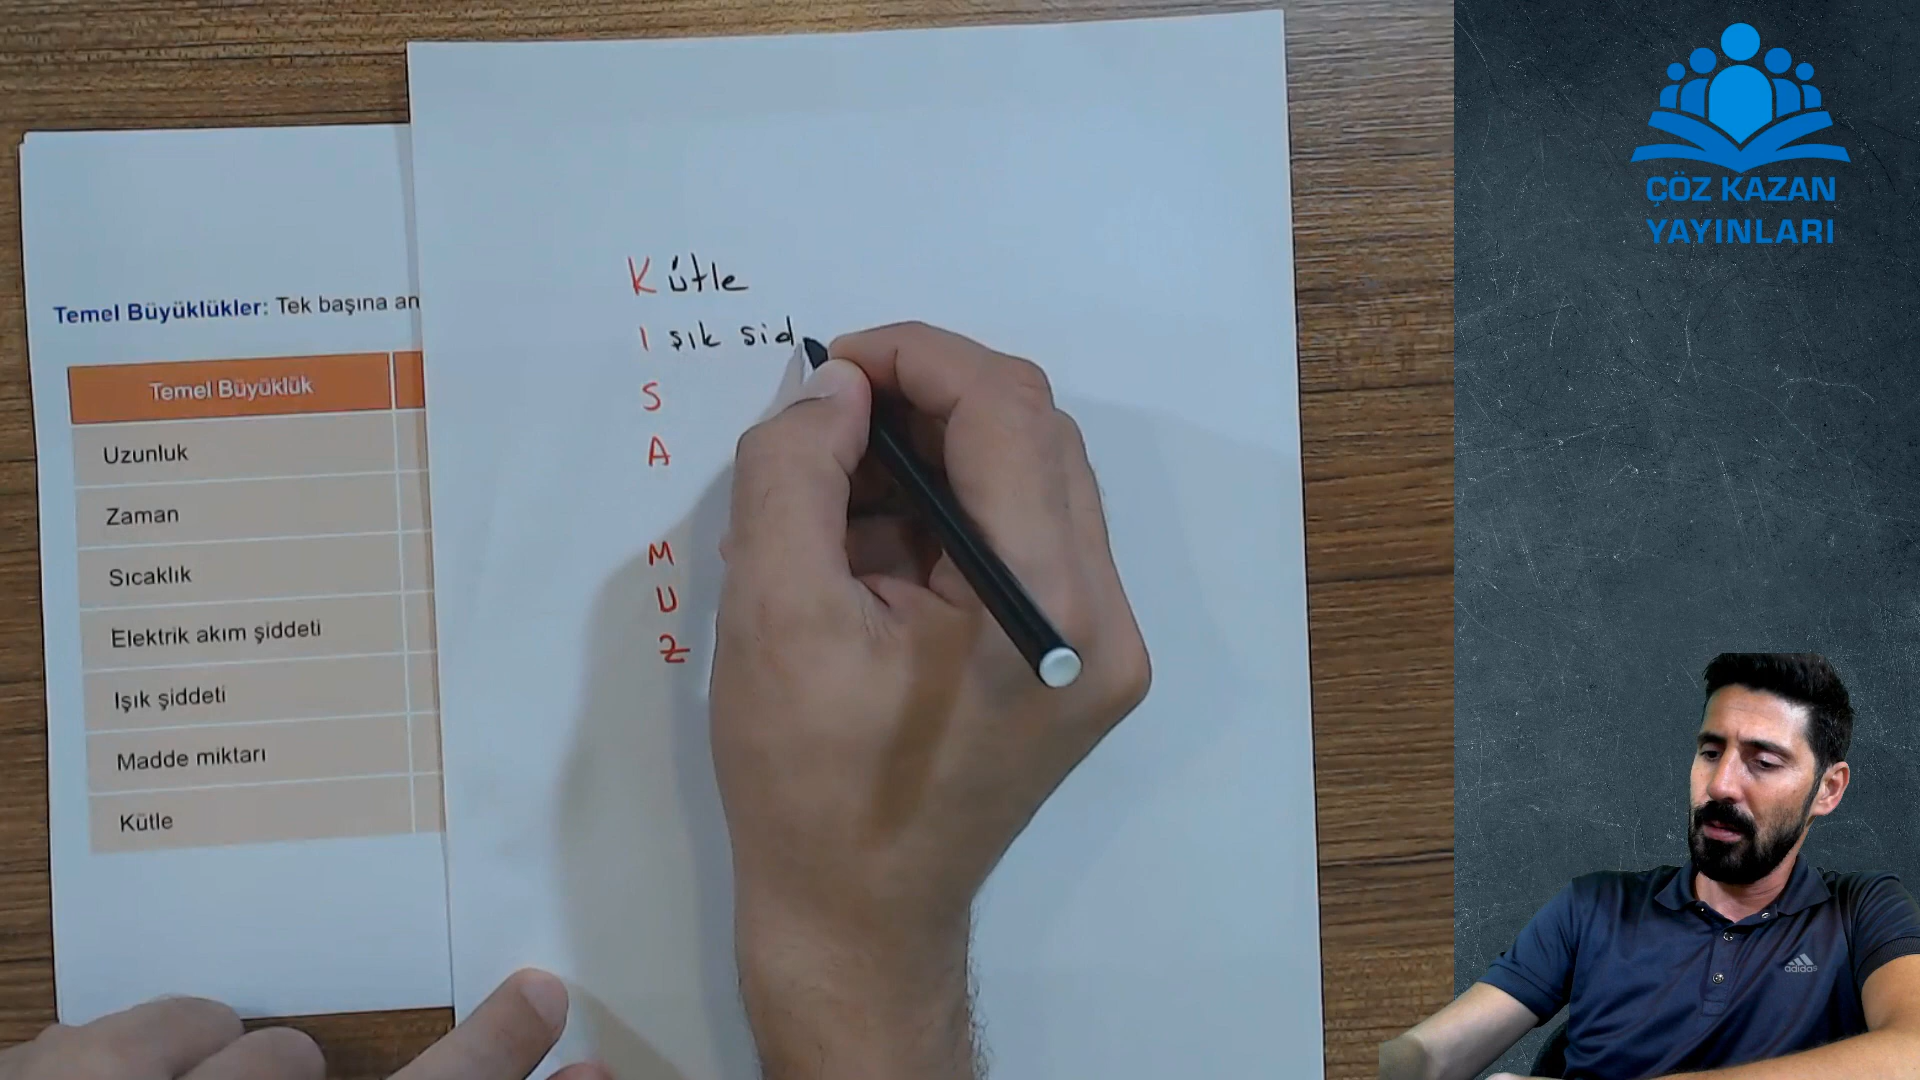 ÇÖZ KAZAN
YAYINLARI
Temel Büyüklükler: Tek başına an
Temel Büyüklük
Uzunluk
Zaman
Sıcaklık
Elektrik akım şiddeti
Işık şiddeti
Madde miktarı
Kütle
Kütle
Işık şid
S
A
M
U
Z
adidas